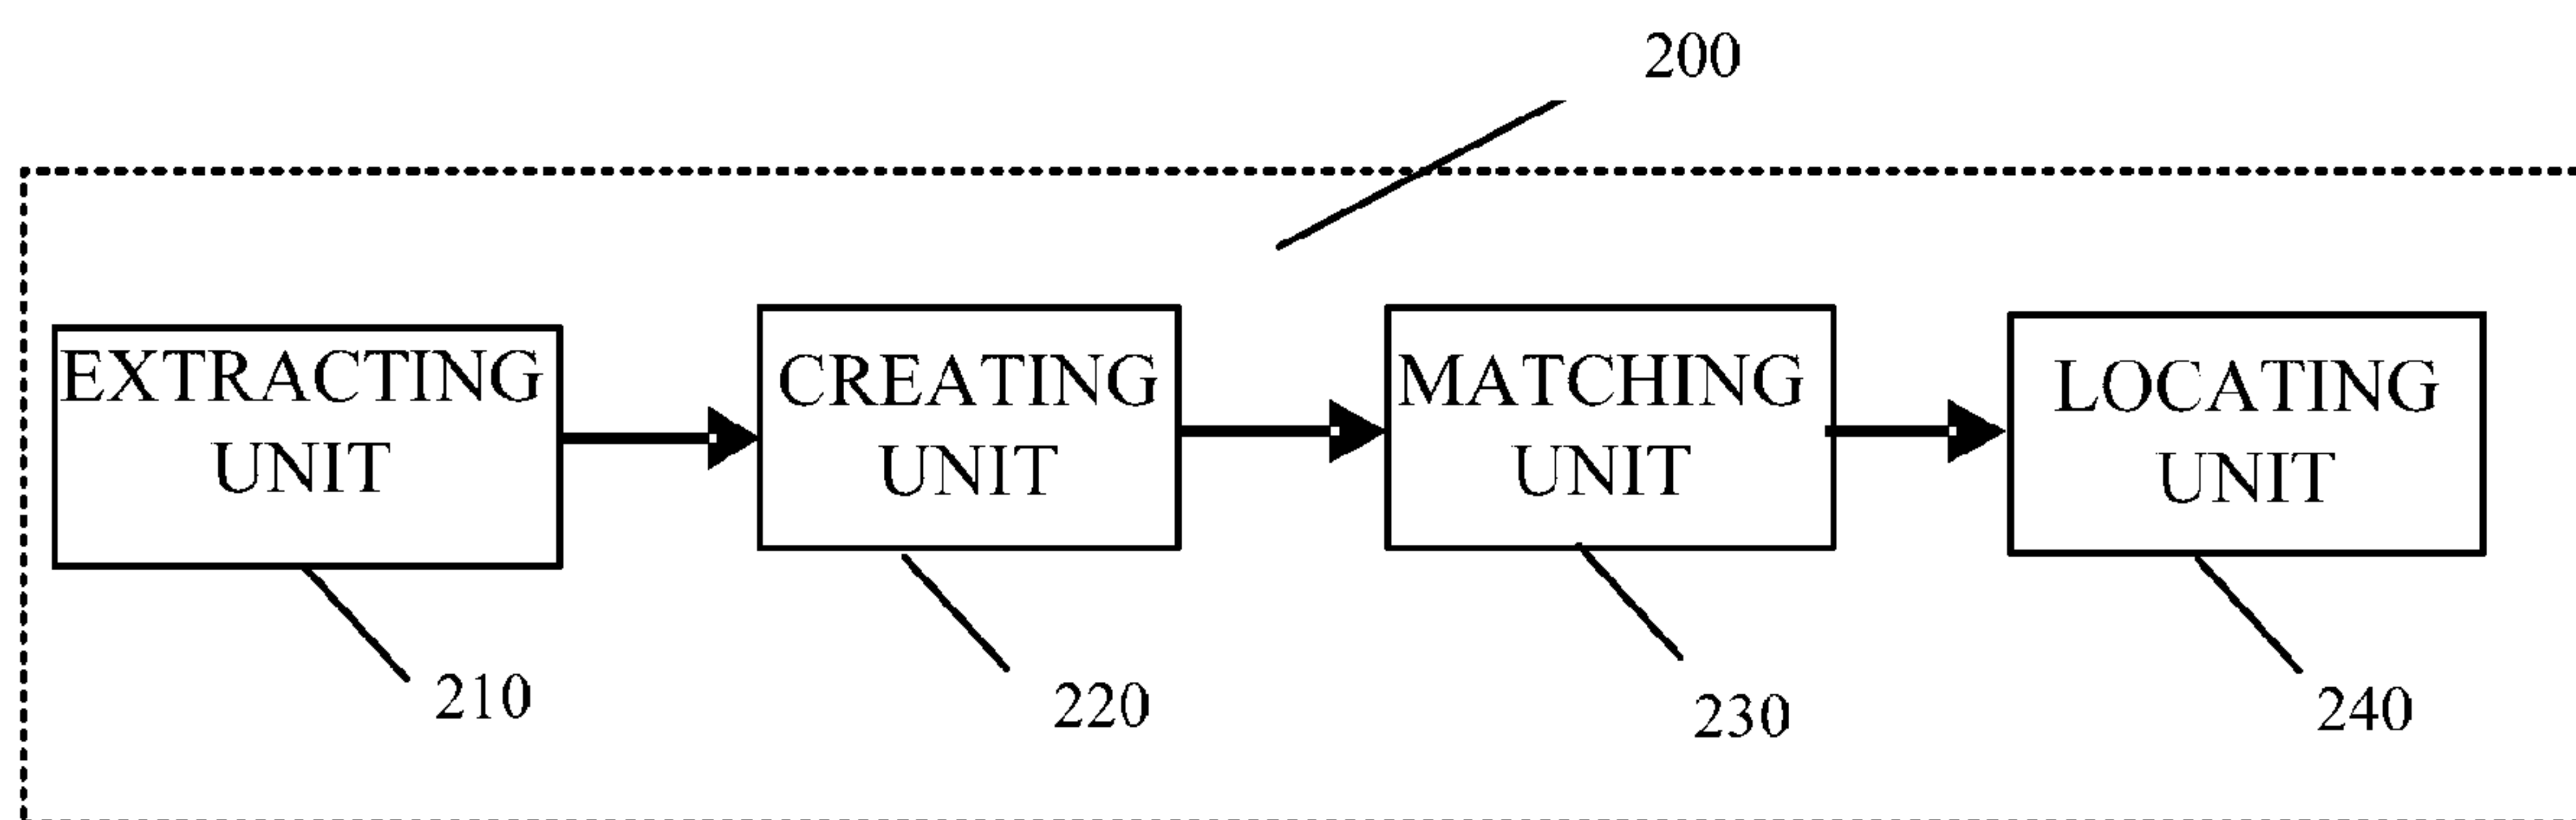 200
EXTRACTING
UNIT
CREATING
UNIT
MATCHING
UNIT
LOCATING
UNIT
210
220
230
240